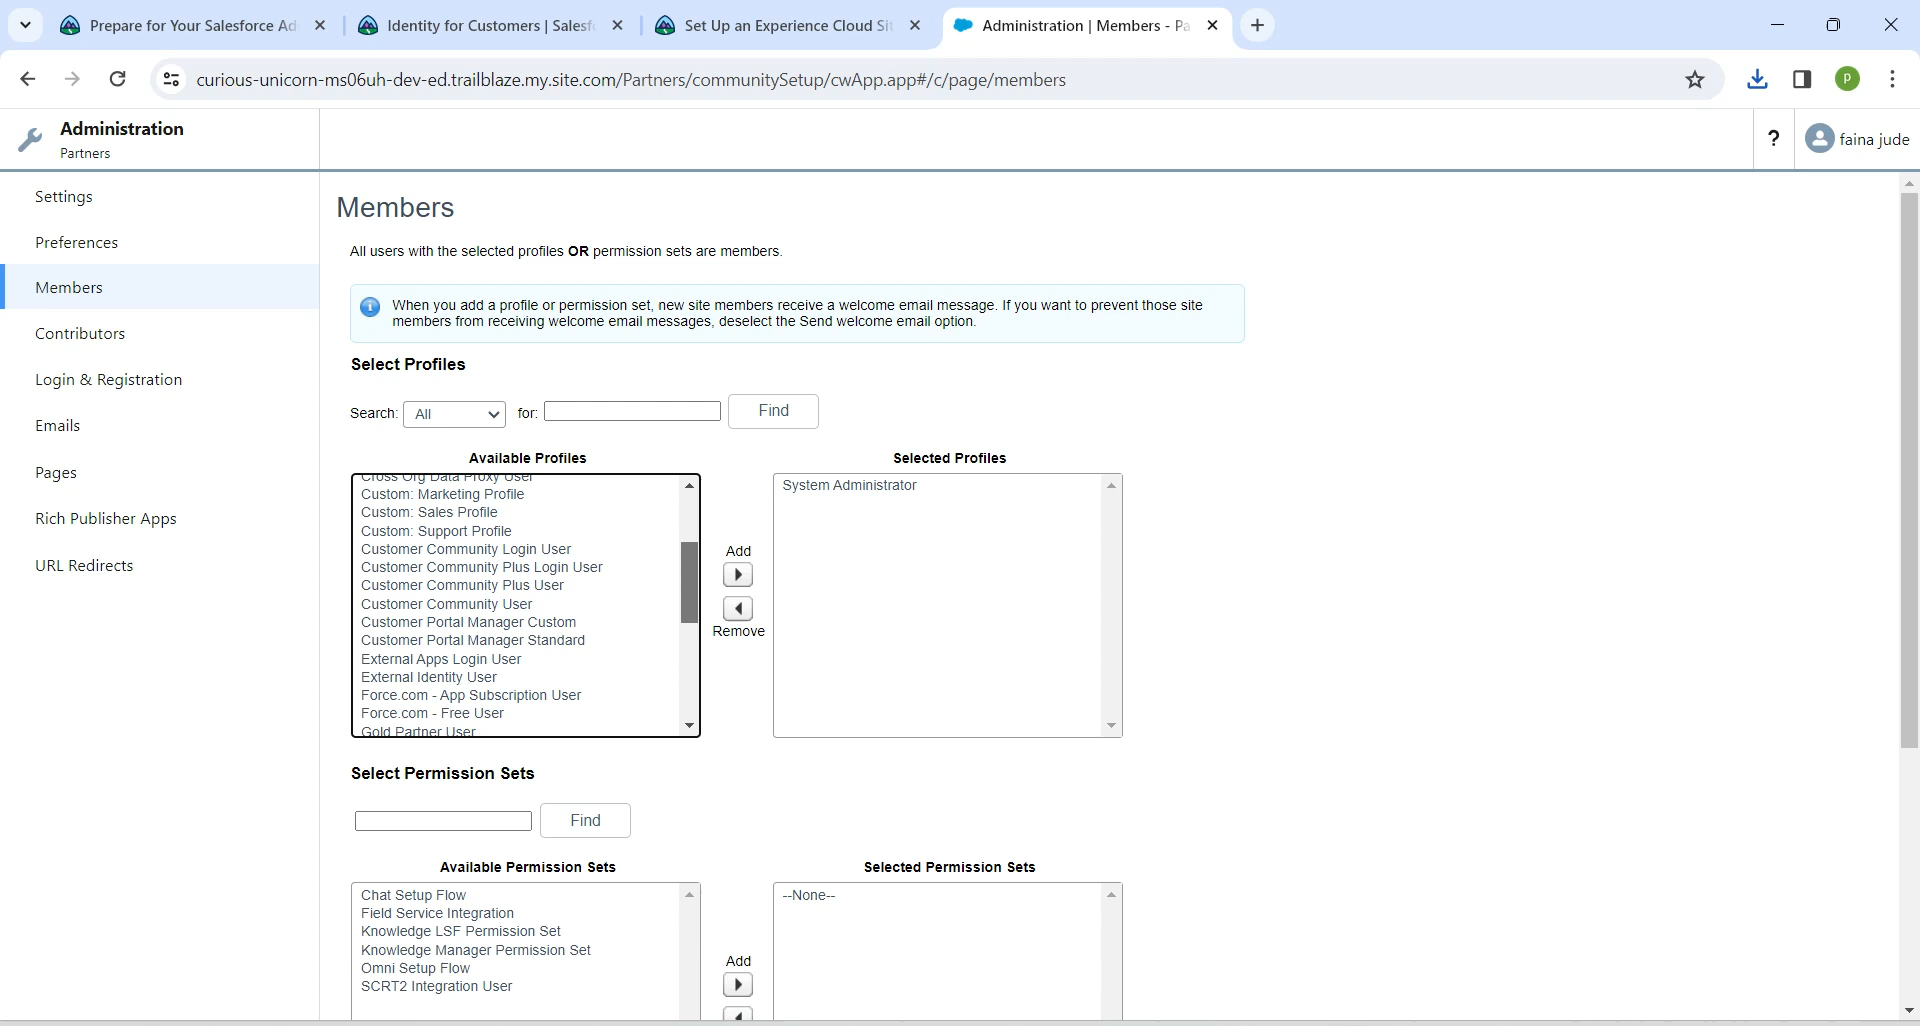 Prepare for Your Salesforce Ad
Identity for Customers | Salesf
Set Up an Experience Cloud Sit
Administration | Members - Pa
curious-unicorn-ms06uh-dev-ed.trailblaze.my.site.com/Partners/communitySetup/cwApp.app#/c/page/members
P
Administration
Partners
?
faina jude
Settings
Preferences
Members
Contributors
Login & Registration
Emails
Pages
Rich Publisher Apps
URL Redirects
Members
All users with the selected profiles OR permission sets are members.
When you add a profile or permission set, new site members receive a welcome email message. If you want to prevent those site
members from receiving welcome email messages, deselect the Send welcome email option.
Select Profiles
Search: All for: Find
Available Profiles
Cross Org Data Proxy User
Custom: Marketing Profile
Custom: Sales Profile
Custom: Support Profile
Customer Community Login User
Customer Community Plus Login User
Customer Community Plus User
Customer Community User
Customer Portal Manager Custom
Customer Portal Manager Standard
External Apps Login User
External Identity User
Force.com - App Subscription User
Force.com - Free User
Gold Partner User
Add
Remove
Selected Profiles
System Administrator
Select Permission Sets
Find
Available Permission Sets
Chat Setup Flow
Field Service Integration
Knowledge LSF Permission Set
Knowledge Manager Permission Set
Omni Setup Flow
SCRT2 Integration User
Add
Selected Permission Sets
--None--